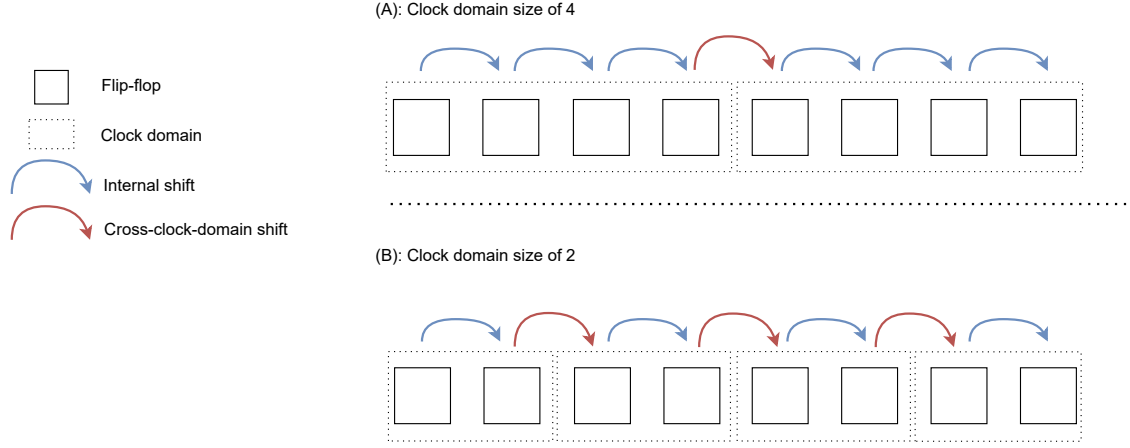 (A): Clock domain size of 4
Flip-flop
Clock domain
Internal shift
Cross-clock-domain shift
(B): Clock domain size of 2